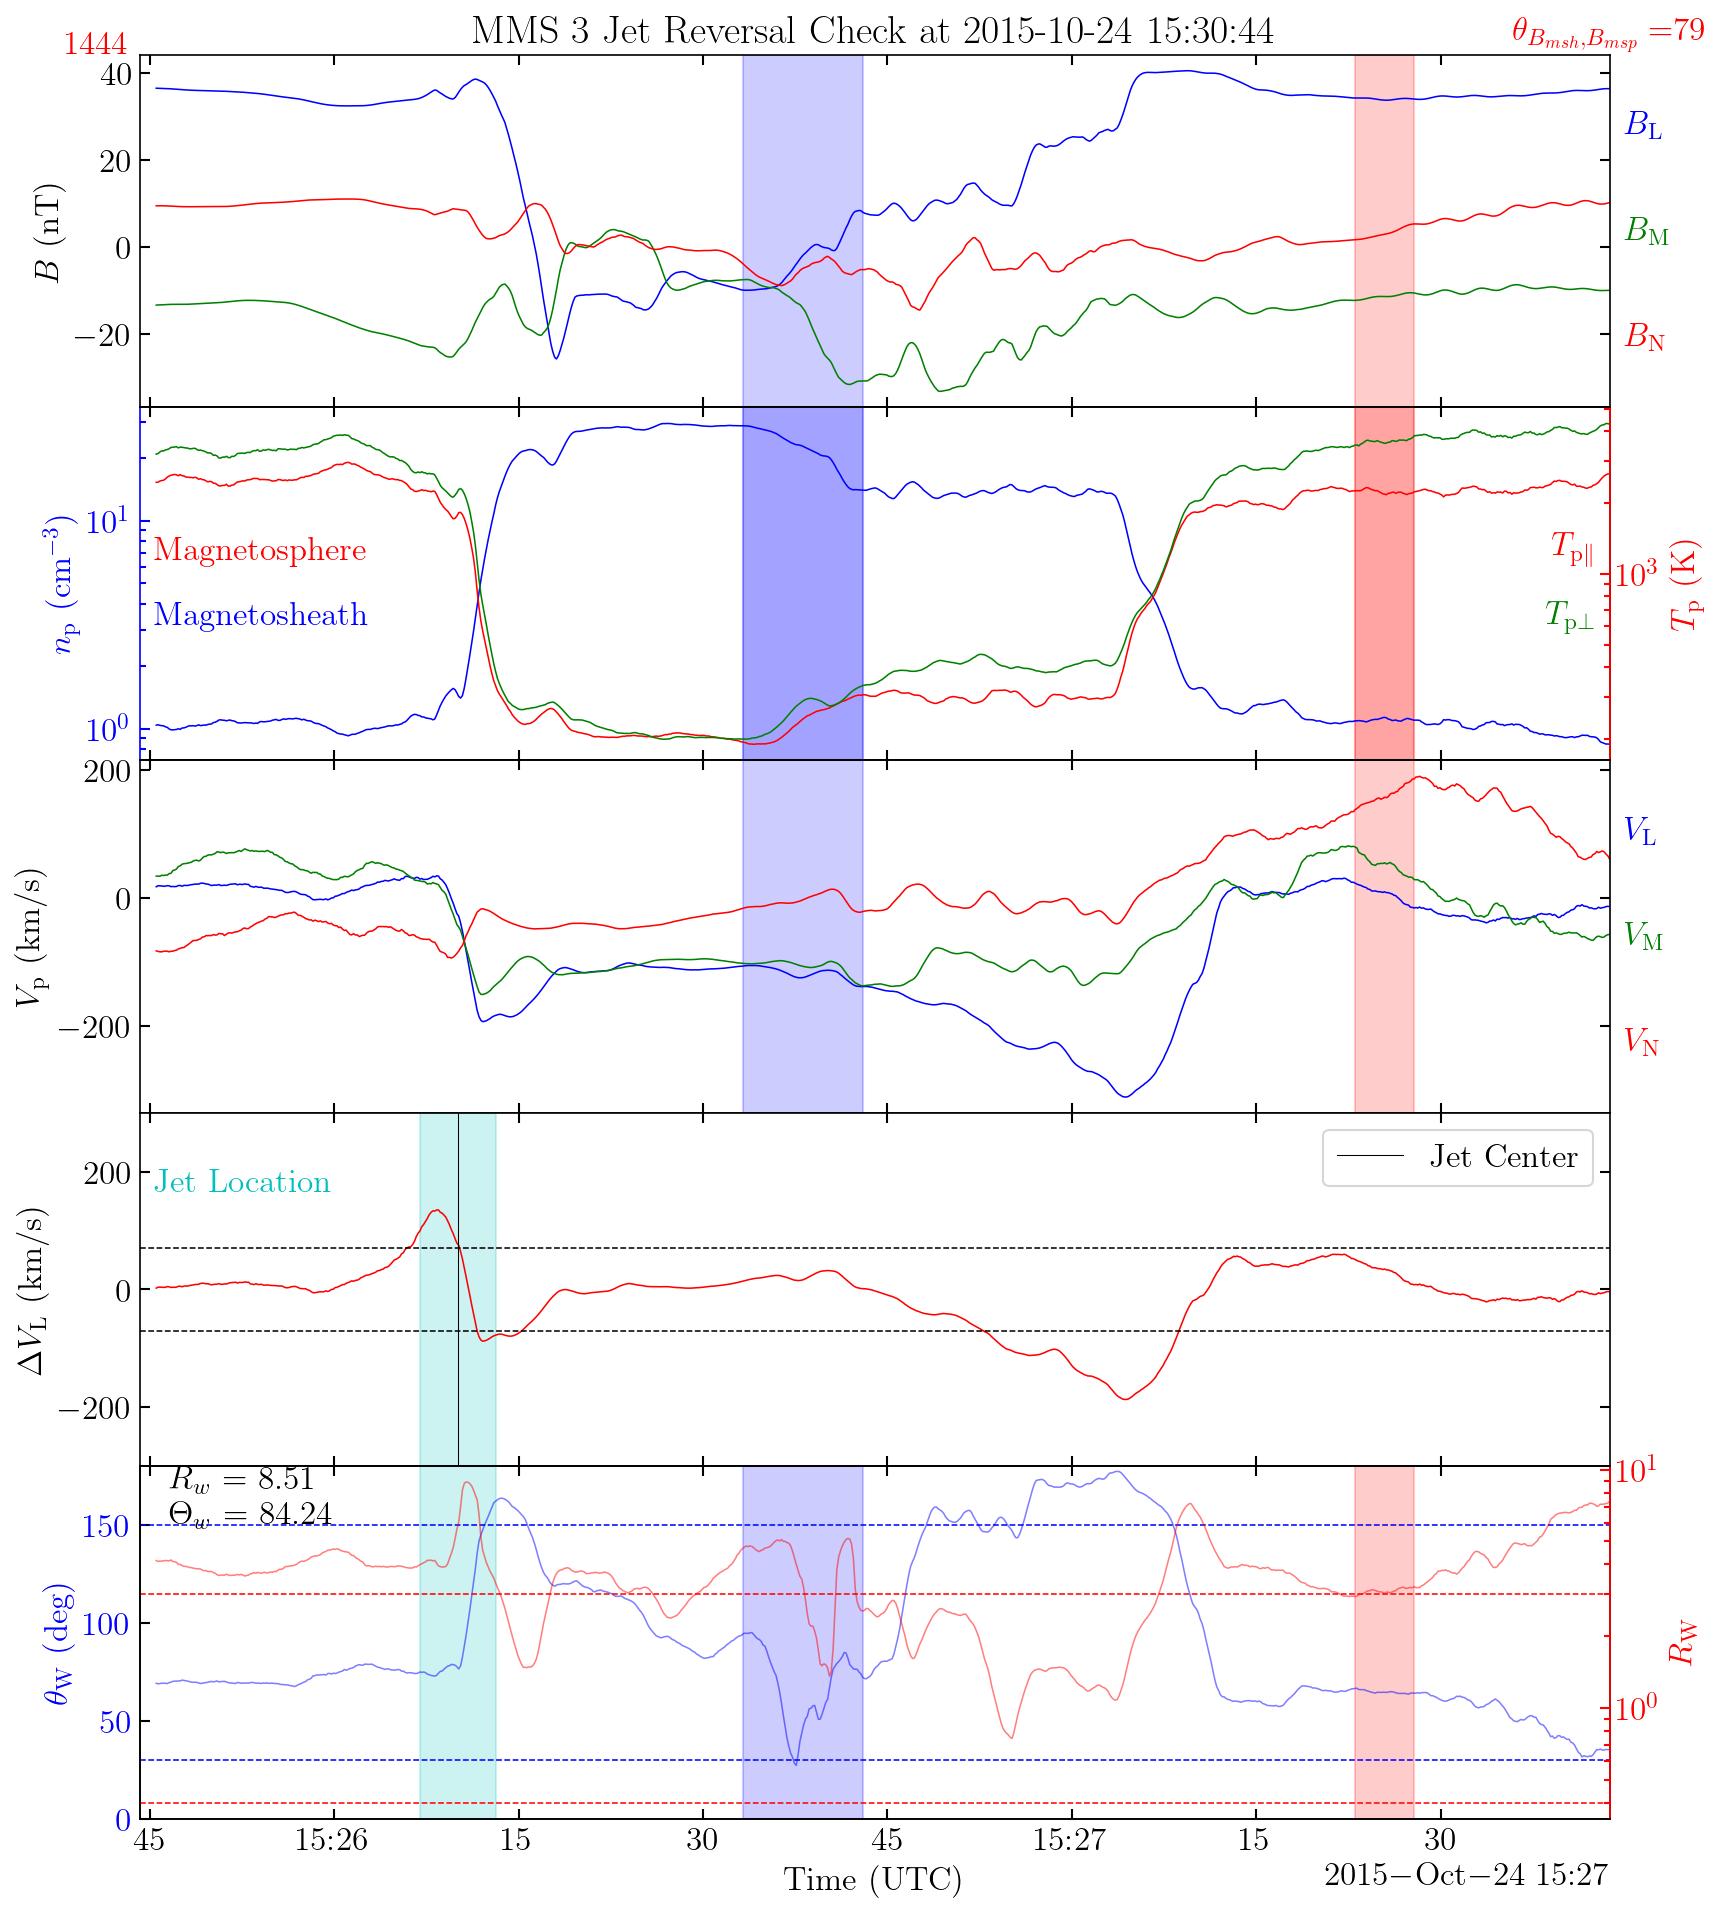 MMS 3 Jet Reversal Check at 2015-10-24 15:30:44
1444
θ_{B_{msh},B_{msp}} =79
40
20
0
−20
B (nT)
B_L
B_M
B_N
10^1
10^0
n_p (cm^{−3})
Magnetosphere
Magnetosheath
T_{p∥}
T_{p⊥}
10^3
T_p (K)
200
0
−200
V_p (km/s)
V_L
V_M
V_N
200
0
−200
ΔV_L (km/s)
Jet Location
Jet Center
R_w = 8.51
Θ_w = 84.24
150
100
50
0
θ_W (deg)
10^1
10^0
R_W
45 15:26 15 30 45 15:27 15 30
Time (UTC)
2015−Oct−24 15:27